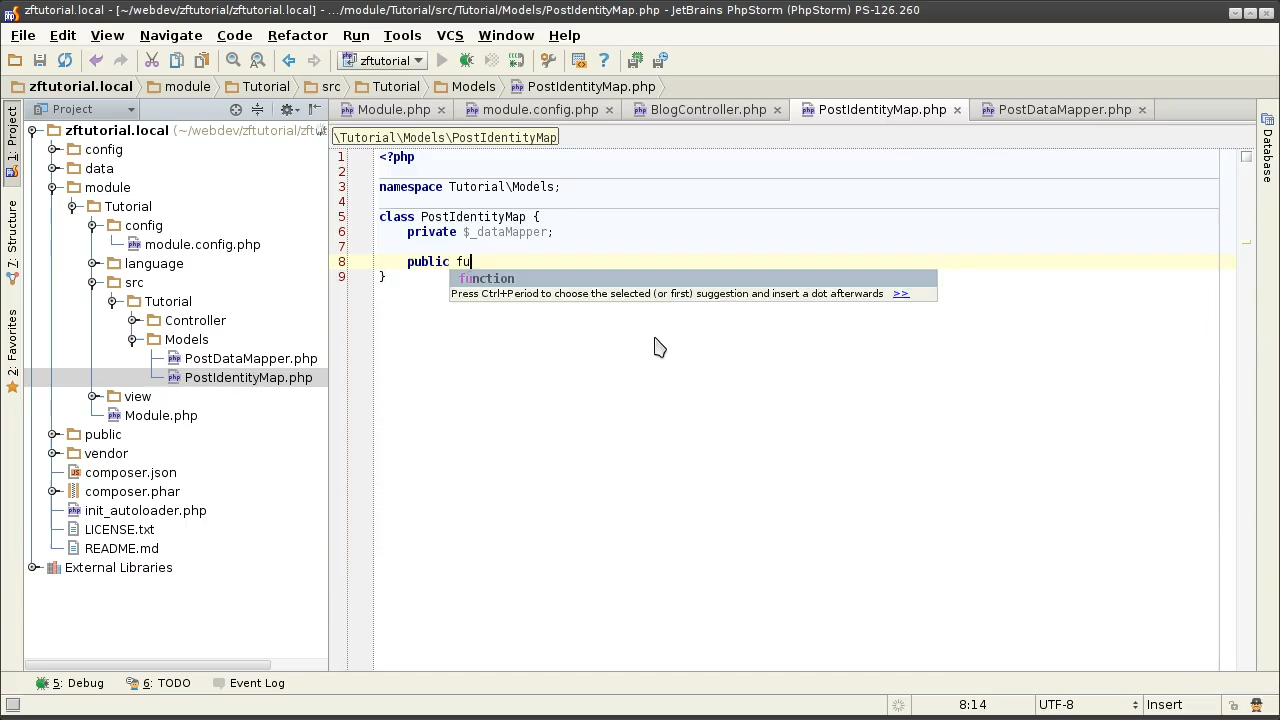 zftutorial.local - [~/webdev/zftutorial/zftutorial.local] - .../module/Tutorial/src/Tutorial/Models/PostIdentityMap.php - JetBrains PhpStorm (PhpStorm) PS-126.260
File Edit View Navigate Code Refactor Run Tools VCS Window Help
zftutorial
zftutorial.local module Tutorial src Tutorial Models PostIdentityMap.php
Project
Module.php module.config.php BlogController.php PostIdentityMap.php PostDataMapper.php
1: Project
7: Structure
2: Favorites
Database
zftutorial.local (~/webdev/zftutorial/zftut
config
data
module
Tutorial
config
module.config.php
language
src
Tutorial
Controller
Models
PostDataMapper.php
PostIdentityMap.php
view
Module.php
public
vendor
composer.json
composer.phar
init_autoloader.php
LICENSE.txt
README.md
External Libraries
\Tutorial\Models\PostIdentityMap
1 <?php
2
3 namespace Tutorial\Models;
4
5 class PostIdentityMap {
6 private $_dataMapper;
7
8 public fu
9 }
function
Press Ctrl+Period to choose the selected (or first) suggestion and insert a dot afterwards >>
5: Debug 6: TODO Event Log
8:14 UTF-8 Insert